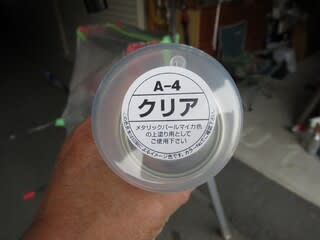 A-4
クリア
メタリックパールマイカ色
の上塗り用として
ご使用下さい